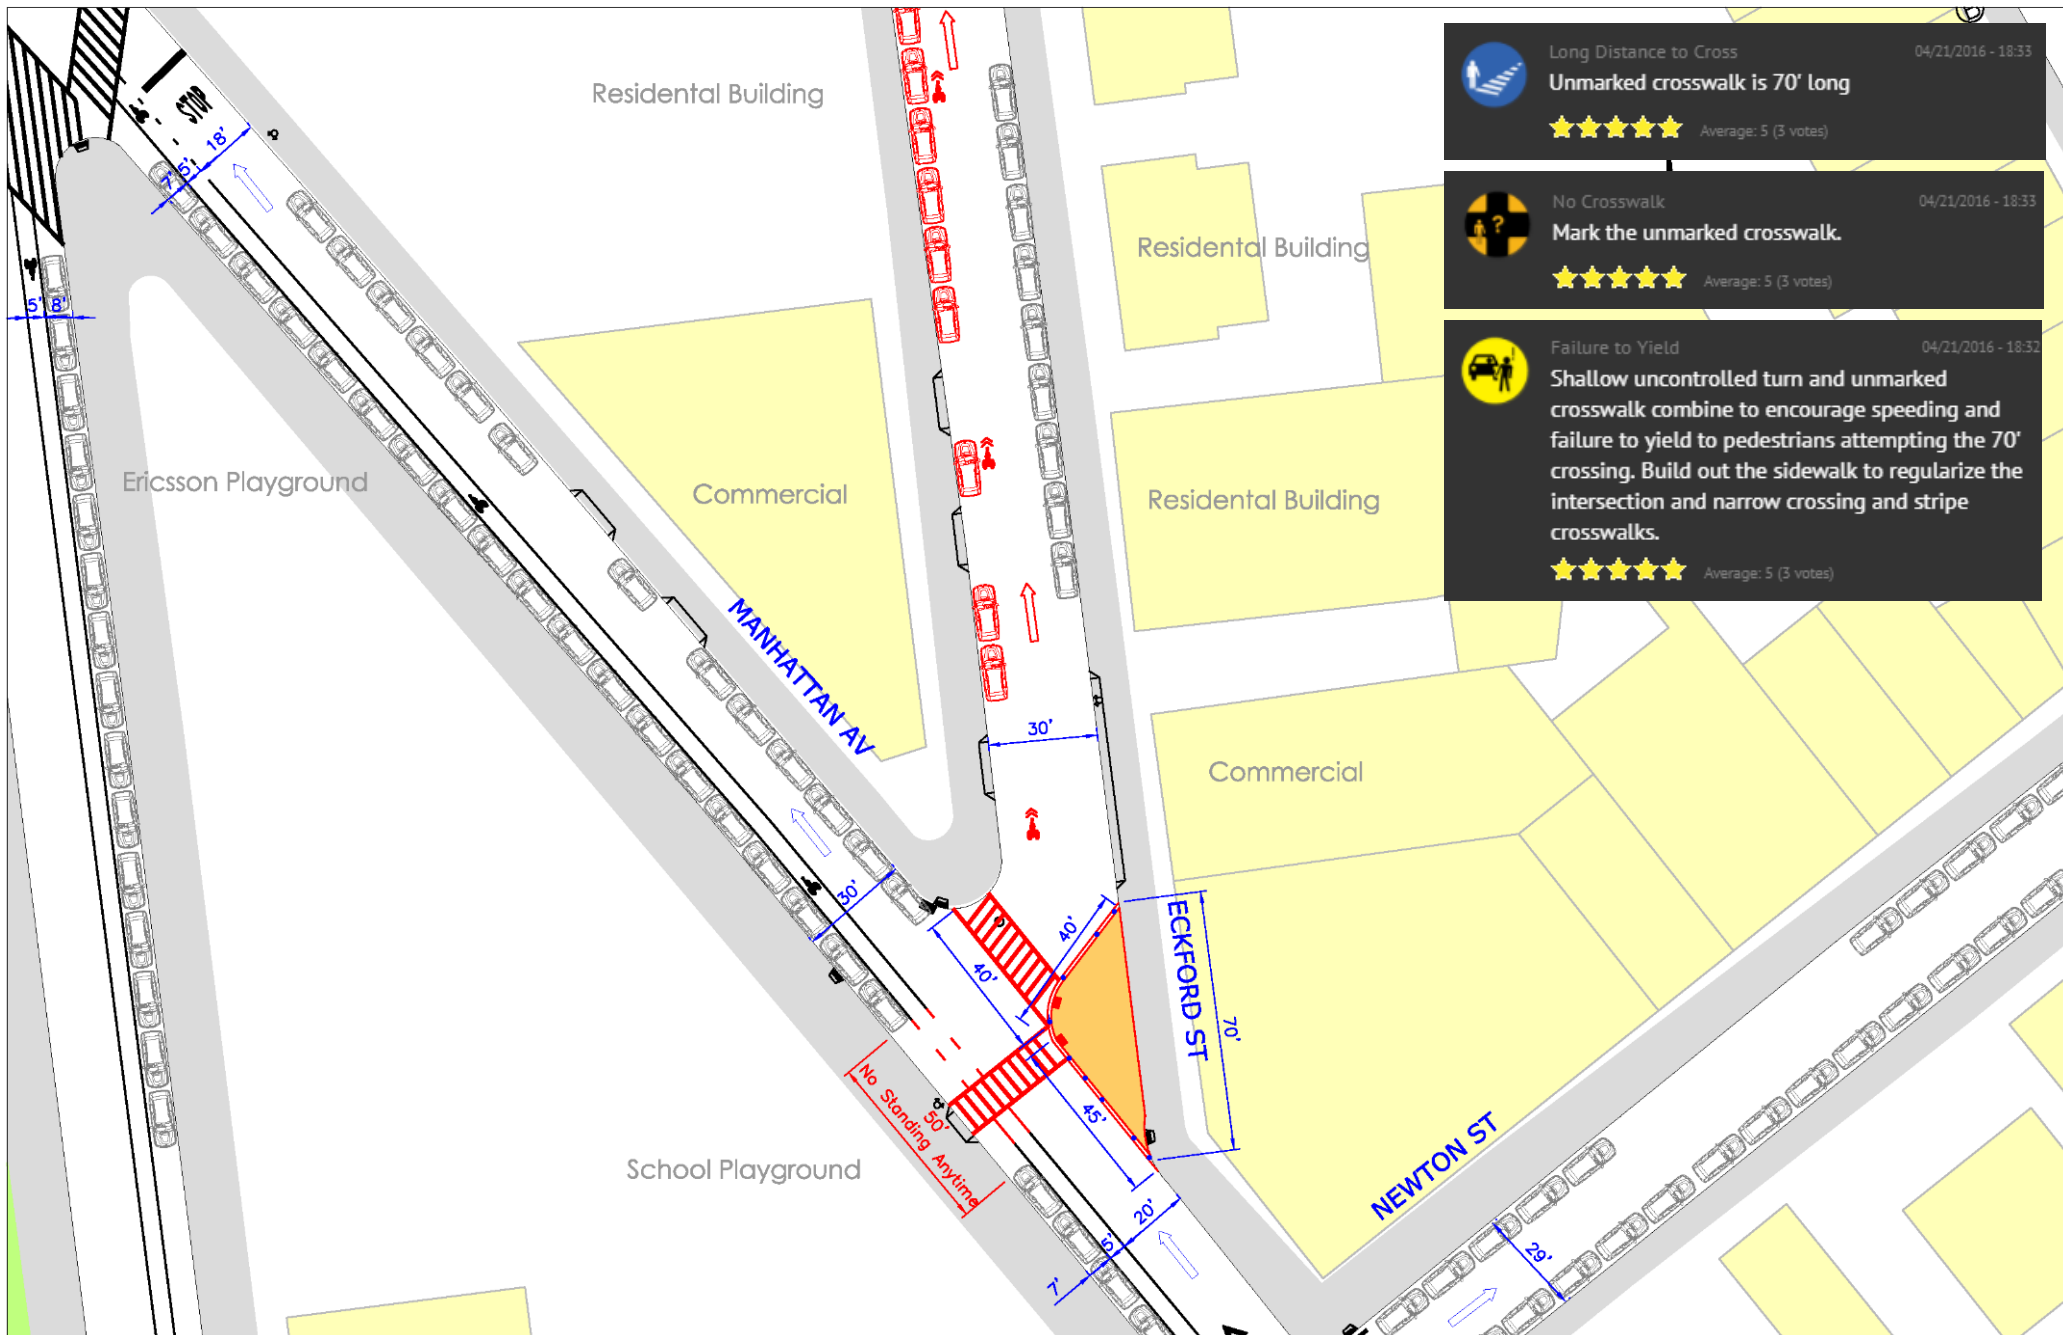 B
Long Distance to Cross
04/21/2016 - 18:33
Unmarked crosswalk is 70' long
Average: 5 (3 votes)
No Crosswalk
04/21/2016 - 18:33
Mark the unmarked crosswalk.
?
Average: 5 (3 votes)
Failure to Yield
04/21/2016 - 18:32
Shallow uncontrolled turn and unmarked
crosswalk combine to encourage speeding and
failure to yield to pedestrians attempting the 70'
crossing. Build out the sidewalk to regularize the
intersection and narrow crossing and stripe
crosswalks.
Average: 5 (3 votes)
Residental Building
STOP
18'
5'
7'
Residental Building
5'
8'
Ericsson Playground
Commercial
Residental Building
MANHATTAN AV
30'
Commercial
30'
40'
40'
ECKFORD ST
70'
No Standing Anytime
50'
45'
School Playground
NEWTON ST
20'
5'
7'
29'